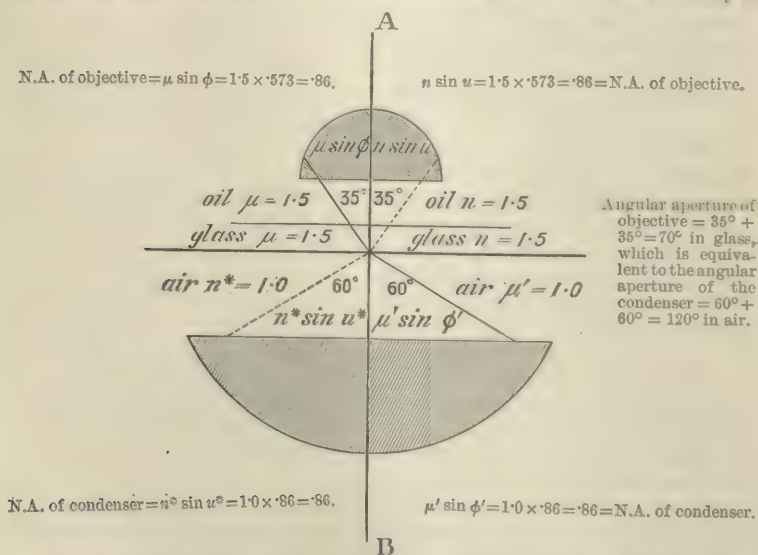 A
N.A. of objective=μ sin φ=1·5 × ·573=·86.
n sin u=1·5 × ·573=·86=N.A. of objective.
μ sin φ n sin u
oil μ = 1·5 35° 35° oil n = 1·5
glass μ = 1·5 glass n = 1·5
Angular aperture of
objective = 35° +
35°=70° in glass,
which is equiva-
lent to the angular
aperture of the
condenser = 60°+
60° = 120° in air.
air n* = 1·0 60° 60° air μ' = 1·0
n* sin u* μ' sin φ'
N.A. of condenser=n* sin u*=1·0 × ·86=·86.
μ' sin φ'=1·0 × ·86=·86=N.A. of condenser.
B